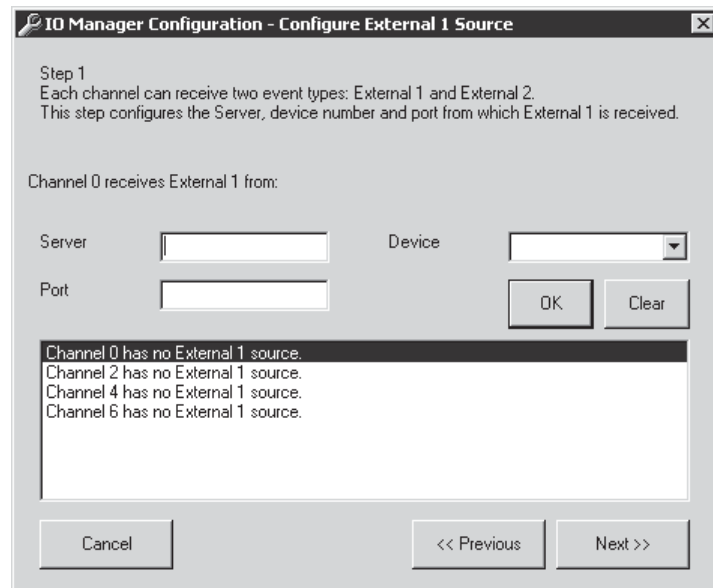 IO Manager Configuration - Configure External 1 Source
Step 1
Each channel can receive two event types: External 1 and External 2.
This step configures the Server, device number and port from which External 1 is received.
Channel 0 receives External 1 from:
Server
Device
Port
OK
Clear
Channel 0 has no External 1 source.
Channel 2 has no External 1 source.
Channel 4 has no External 1 source.
Channel 6 has no External 1 source.
Cancel
<< Previous
Next >>